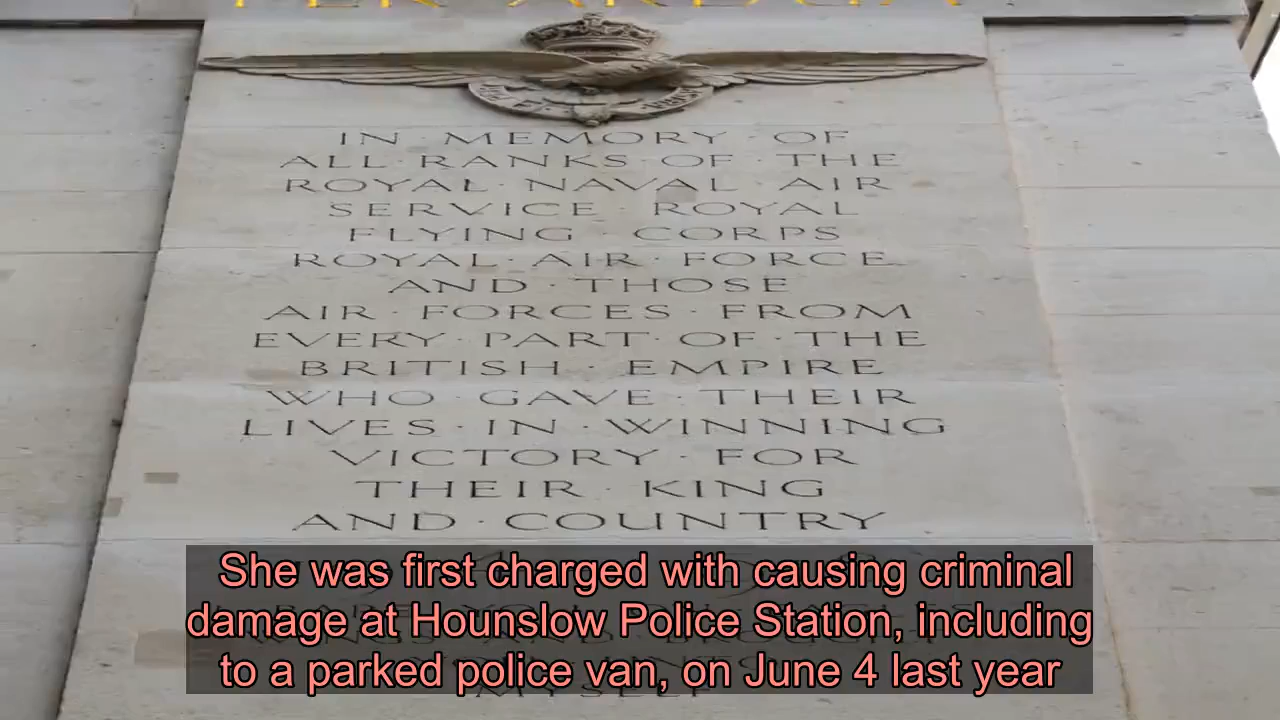 PER ARDUA
IN MEMORY OF
ALL RANKS OF THE
ROYAL NAVAL AIR
SERVICE ROYAL
FLYING CORPS
ROYAL AIR FORCE
AND THOSE
AIR FORCES FROM
EVERY PART OF THE
BRITISH EMPIRE
WHO GAVE THEIR
LIVES IN WINNING
VICTORY FOR
THEIR KING
AND COUNTRY
She was first charged with causing criminal
damage at Hounslow Police Station, including
to a parked police van, on June 4 last year
MYSELF